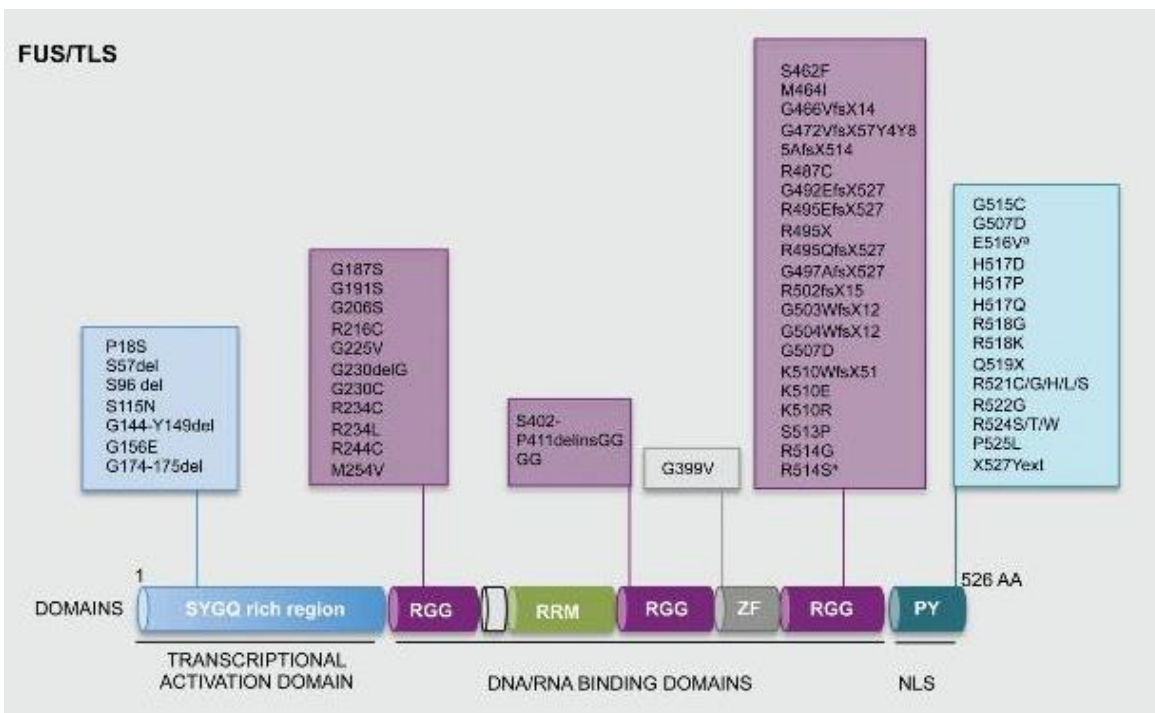 FUS/TLS
P18S
S57del
S96 del
S115N
G144-Y149del
G156E
G174-175del
G187S
G191S
G206S
R216C
G225V
G230delG
G230C
R234C
R234L
R244C
M254V
S402-
P411delinsGG
GG
G399V
S462F
M464I
G466VfsX14
G472VfsX57Y4Y8
5AfsX514
R487C
G492EfsX527
R495EfsX527
R495X
R495QfsX527
G497AfsX527
R502fsX15
G503WfsX12
G504WfsX12
G507D
K510WfsX51
K510E
K510R
S513P
R514G
R514S*
G515C
G507D
E516Vª
H517D
H517P
H517Q
R518G
R518K
Q519X
R521C/G/H/L/S
R522G
R524S/T/W
P525L
X527Yext
1
526 AA
DOMAINS
SYGQ rich region
RGG
RRM
RGG
ZF
RGG
PY
TRANSCRIPTIONAL
ACTIVATION DOMAIN
DNA/RNA BINDING DOMAINS
NLS